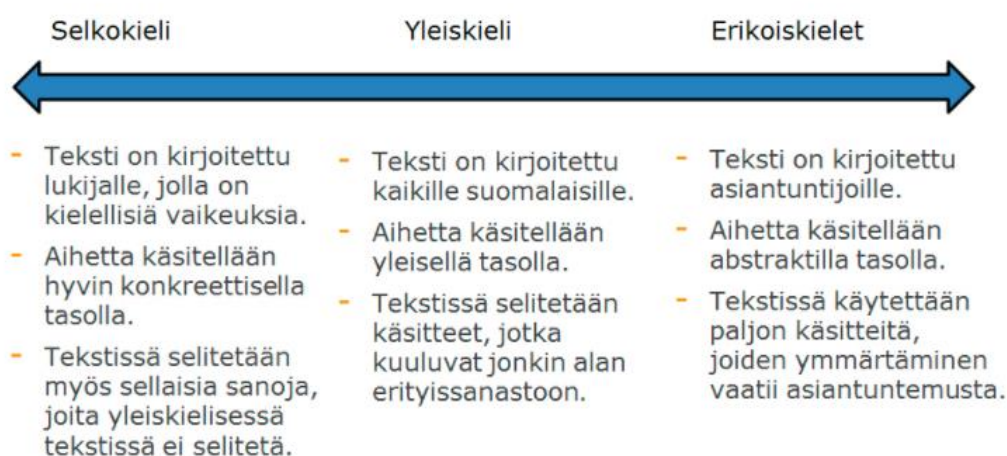 Selkokieli
Yleiskieli
Erikoiskielet
- Teksti on kirjoitettu
lukijalle, jolla on
kielellisiä vaikeuksia.
- Aihetta käsitellään
hyvin konkreettisella
tasolla.
- Tekstissä selitetään
myös sellaisia sanoja,
joita yleiskielisessä
tekstissä ei selitetä.
- Teksti on kirjoitettu
kaikille suomalaisille.
- Aihetta käsitellään
yleisellä tasolla.
- Tekstissä selitetään
käsitteet, jotka
kuuluvat jonkin alan
erityissanastoon.
- Teksti on kirjoitettu
asiantuntijoille.
- Aihetta käsitellään
abstraktilla tasolla.
- Tekstissä käytettään
paljon käsitteitä,
joiden ymmärtäminen
vaatii asiantuntemusta.